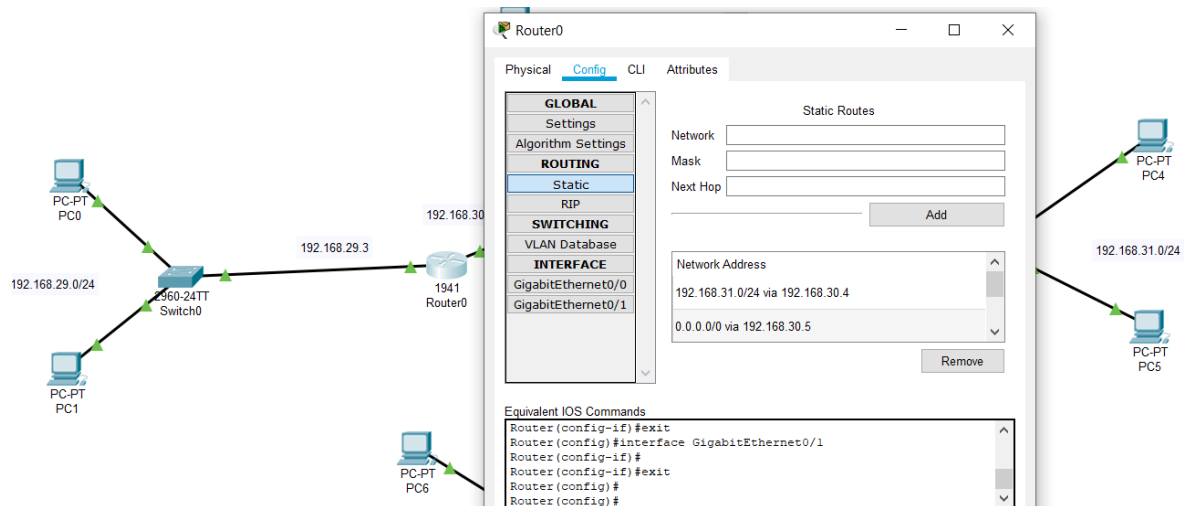 Router0
Physical Config CLI Attributes
GLOBAL
Settings
Algorithm Settings
ROUTING
Static
RIP
SWITCHING
VLAN Database
INTERFACE
GigabitEthernet0/0
GigabitEthernet0/1
Static Routes
Network
Mask
Next Hop
Add
Network Address
192.168.31.0/24 via 192.168.30.4
0.0.0.0/0 via 192.168.30.5
Remove
Equivalent IOS Commands
Router(config-if)#exit
Router(config)#interface GigabitEthernet0/1
Router(config-if)#
Router(config-if)#exit
Router(config)#
Router(config)#
PC-PT
PC0
192.168.29.0/24
2960-24TT
Switch0
PC-PT
PC1
192.168.29.3
192.168.30
1941
Router0
PC-PT
PC6
PC-PT
PC4
192.168.31.0/24
PC-PT
PC5